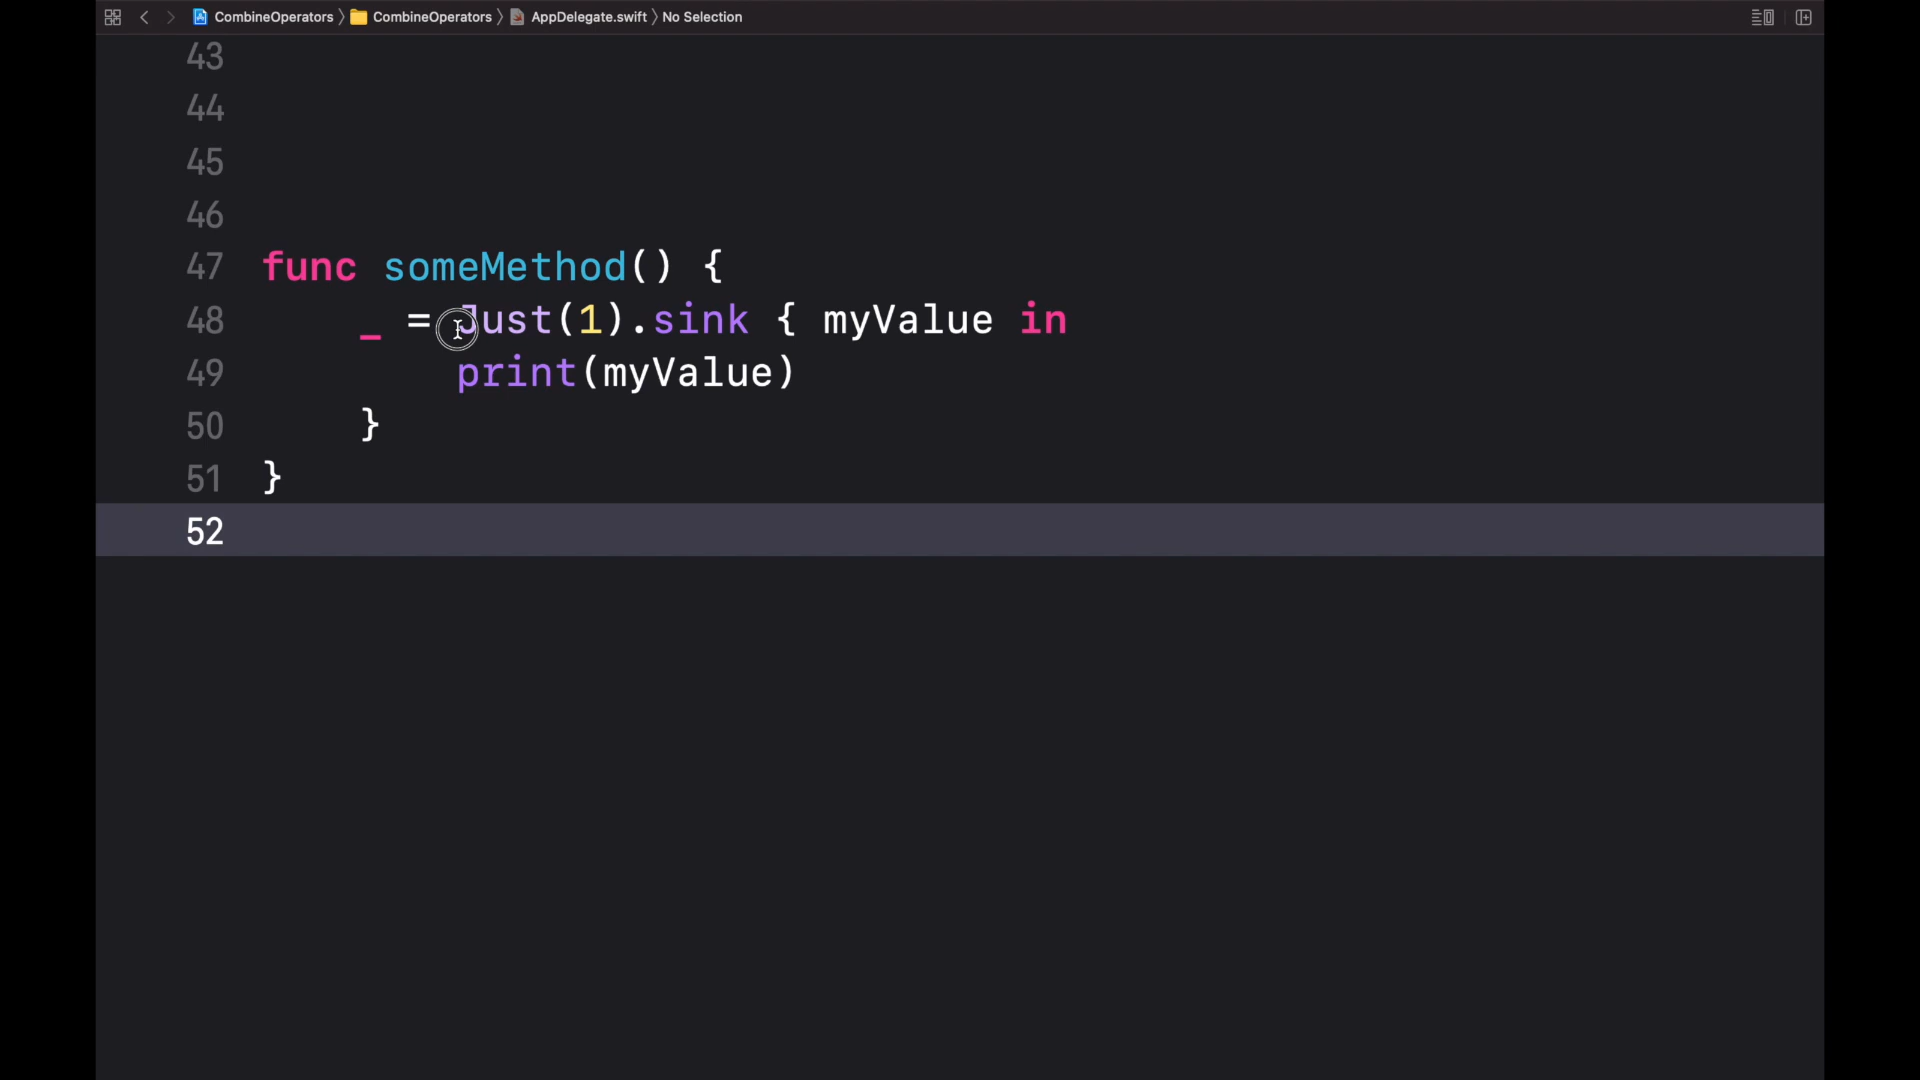 CombineOperators 〉 CombineOperators 〉 AppDelegate.swift 〉 No Selection
43
44
45
46
47 func someMethod() {
48     _ = Just(1).sink { myValue in
49         print(myValue)
50     }
51 }
52